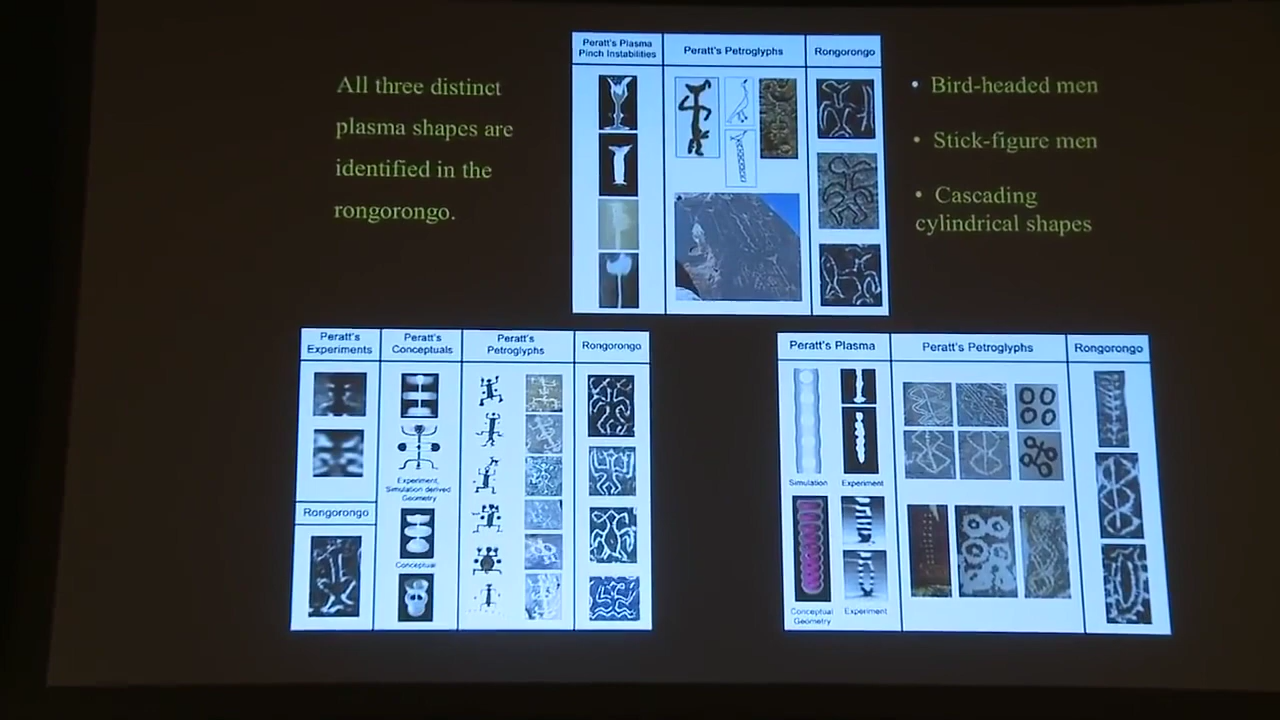 All three distinct
plasma shapes are
identified in the
rongorongo.
Peratt's Plasma
Pinch Instabilities
Peratt's Petroglyphs
Rongorongo
• Bird-headed men
• Stick-figure men
• Cascading
cylindrical shapes
Peratt's
Experiments
Peratt's
Conceptuals
Peratt's
Petroglyphs
Rongorongo
Experiment,
Simulation derived
Geometry
Rongorongo
Conceptual
Peratt's Plasma
Peratt's Petroglyphs
Rongorongo
Simulation
Experiment
Conceptual
Geometry
Experiment